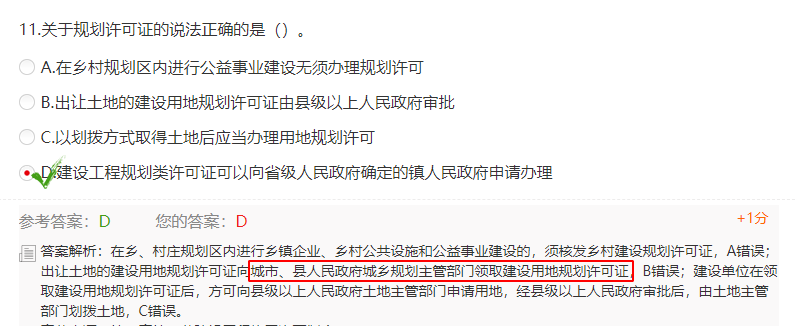 11.关于规划许可证的说法正确的是（）。
A.在乡村规划区内进行公益事业建设无须办理规划许可
B.出让土地的建设用地规划许可证由县级以上人民政府审批
C.以划拨方式取得土地后应当办理用地规划许可
D.建设工程规划类许可证可以向省级人民政府确定的镇人民政府申请办理
参考答案：D 您的答案：D +1分
答案解析：在乡、村庄规划区内进行乡镇企业、乡村公共设施和公益事业建设的，须核发乡村建设规划许可证，A错误；
出让土地的建设用地规划许可证向城市、县人民政府城乡规划主管部门领取建设用地规划许可证，B错误；建设单位在领
取建设用地规划许可证后，方可向县级以上人民政府土地主管部门申请用地，经县级以上人民政府审批后，由土地主管
部门划拨土地，C错误。